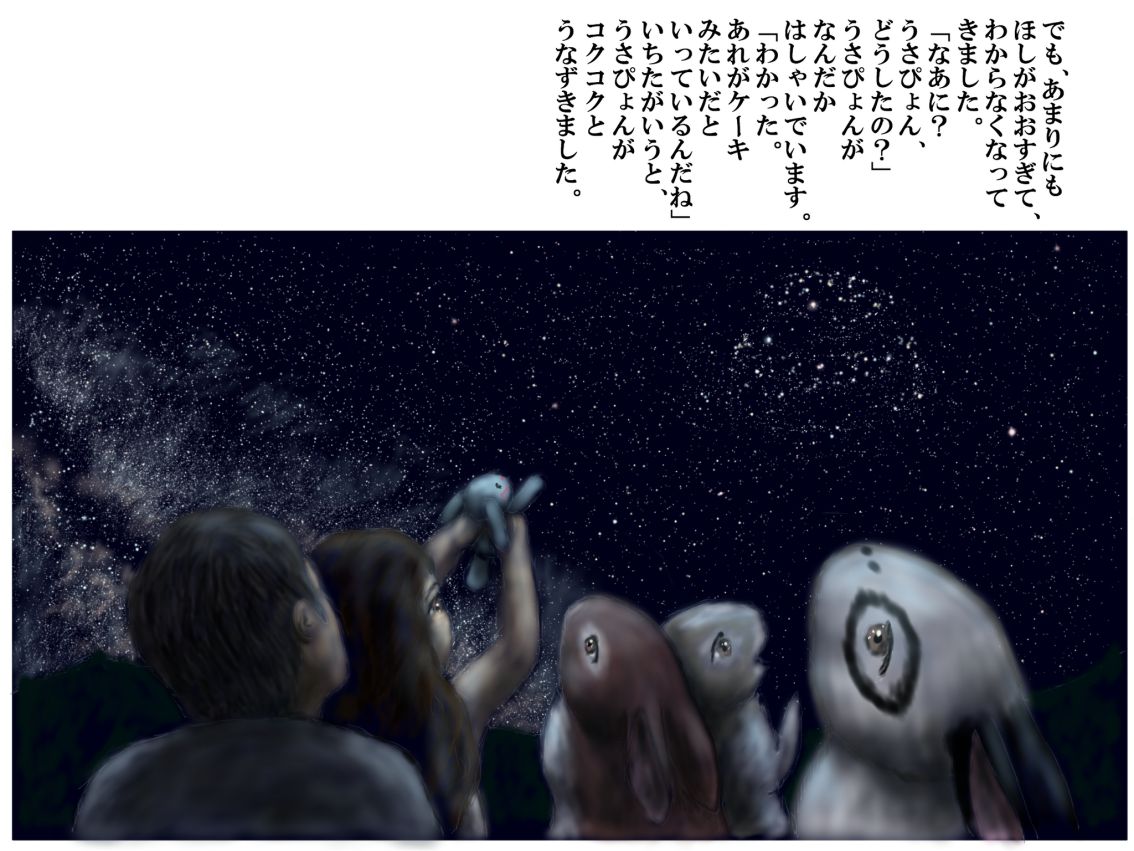 でも、あまりにも
ほしがおおすぎて、
わからなくなって
きました。
「なあに？
うさぴょん、
どうしたの？」
うさぴょんが
なんだか
はしゃいでいます。
「わかった。
あれがケーキ
みたいだと
いっているんだね」
いちたがいうと、
うさぴょんが
コクコクと
うなずきました。